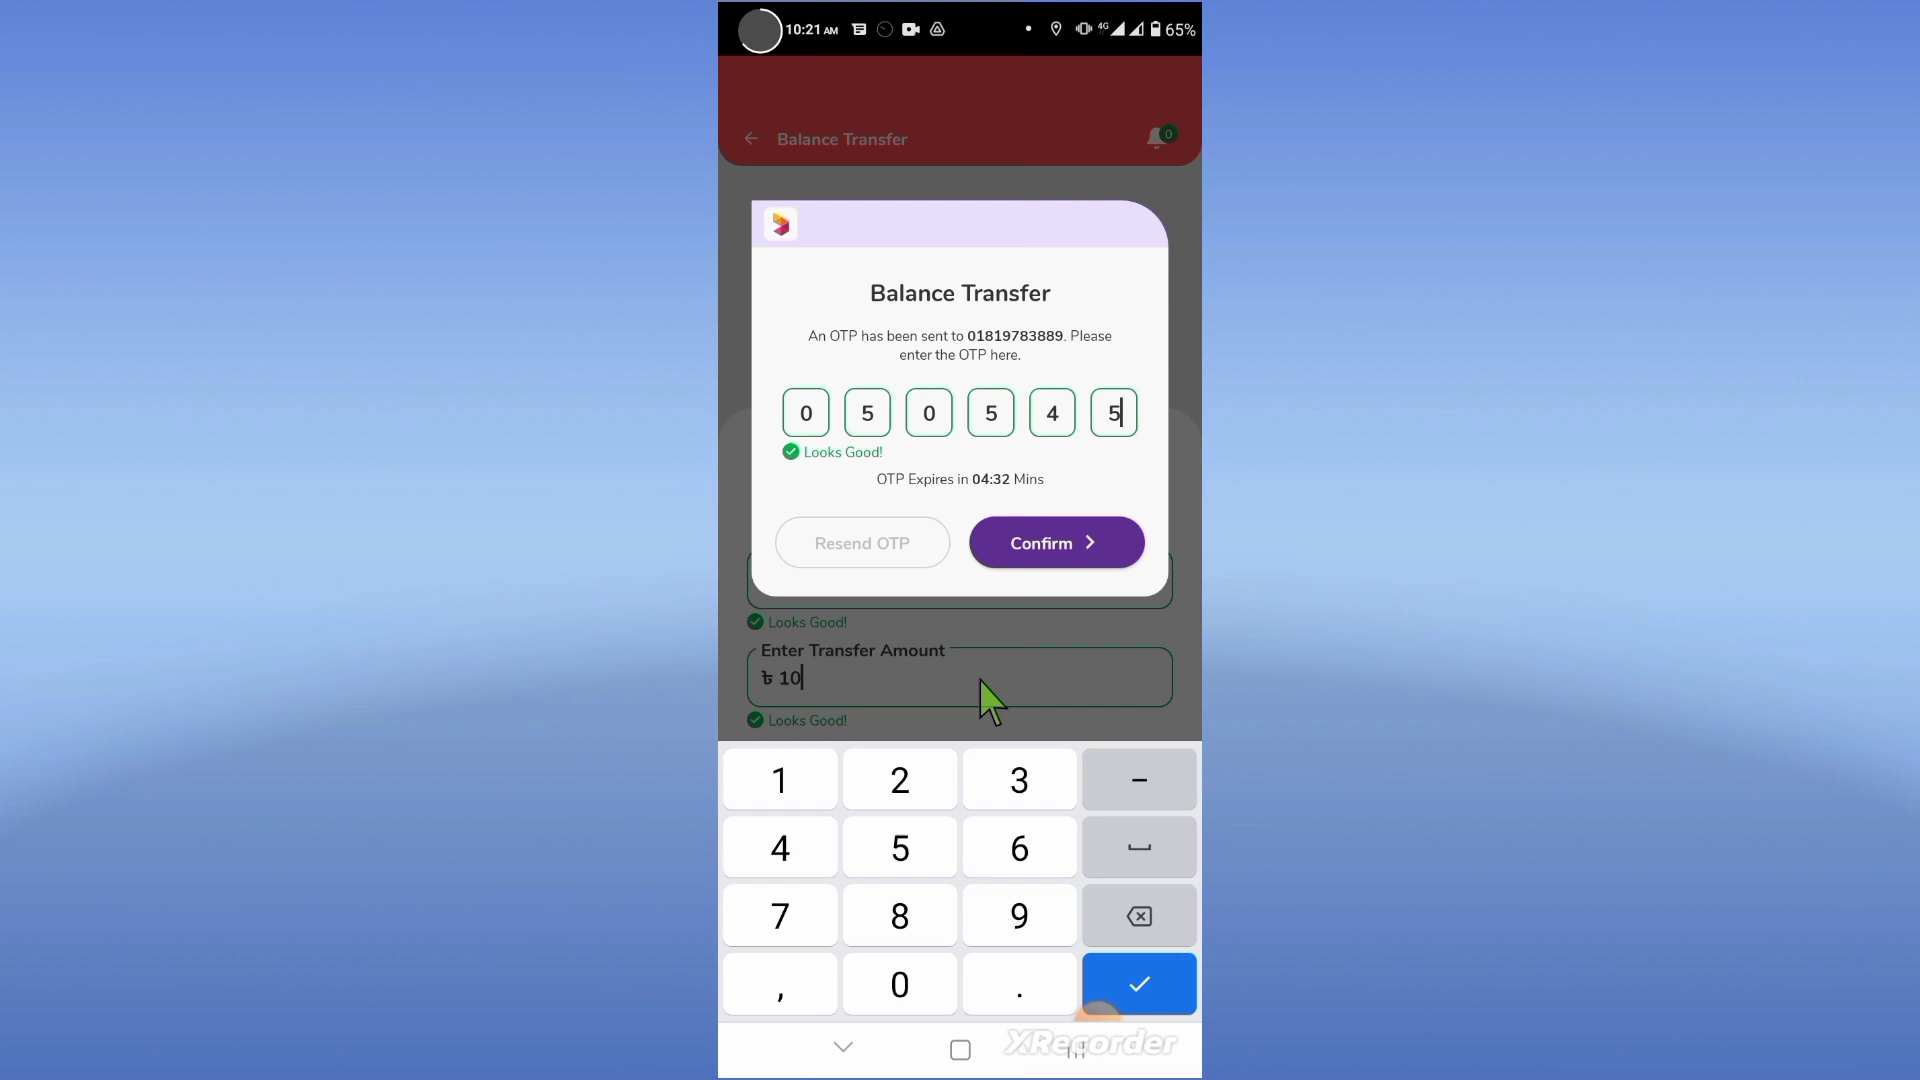 10:21 AM
4G
65%
Balance Transfer
0
Balance Transfer
An OTP has been sent to 01819783889. Please
enter the OTP here.
0 5 0 5 4 5
Looks Good!
OTP Expires in 04:32 Mins
Resend OTP
Confirm
Looks Good!
Enter Transfer Amount
৳ 10
Looks Good!
1 2 3 -
4 5 6
7 8 9
, 0 .
XRecorder